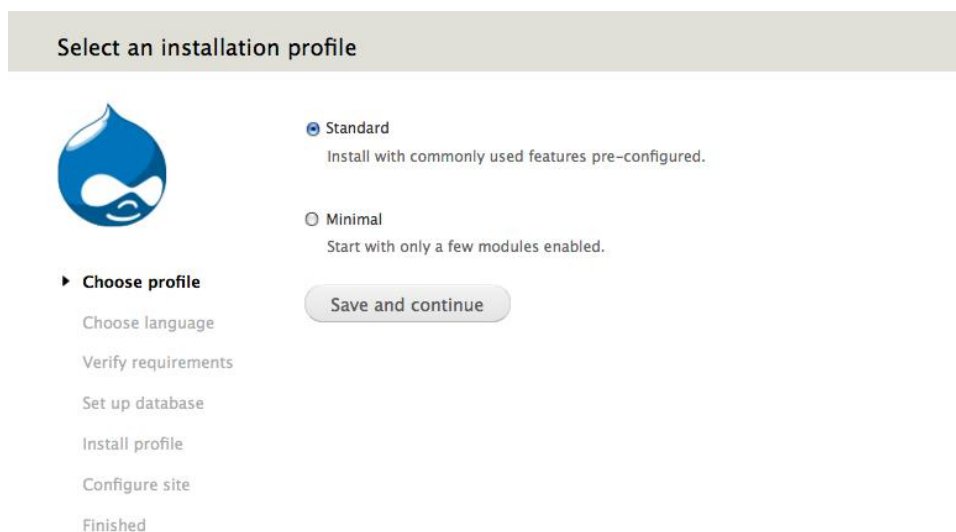 Select an installation profile
Standard
Install with commonly used features pre-configured.
Minimal
Start with only a few modules enabled.
Save and continue
Choose profile
Choose language
Verify requirements
Set up database
Install profile
Configure site
Finished